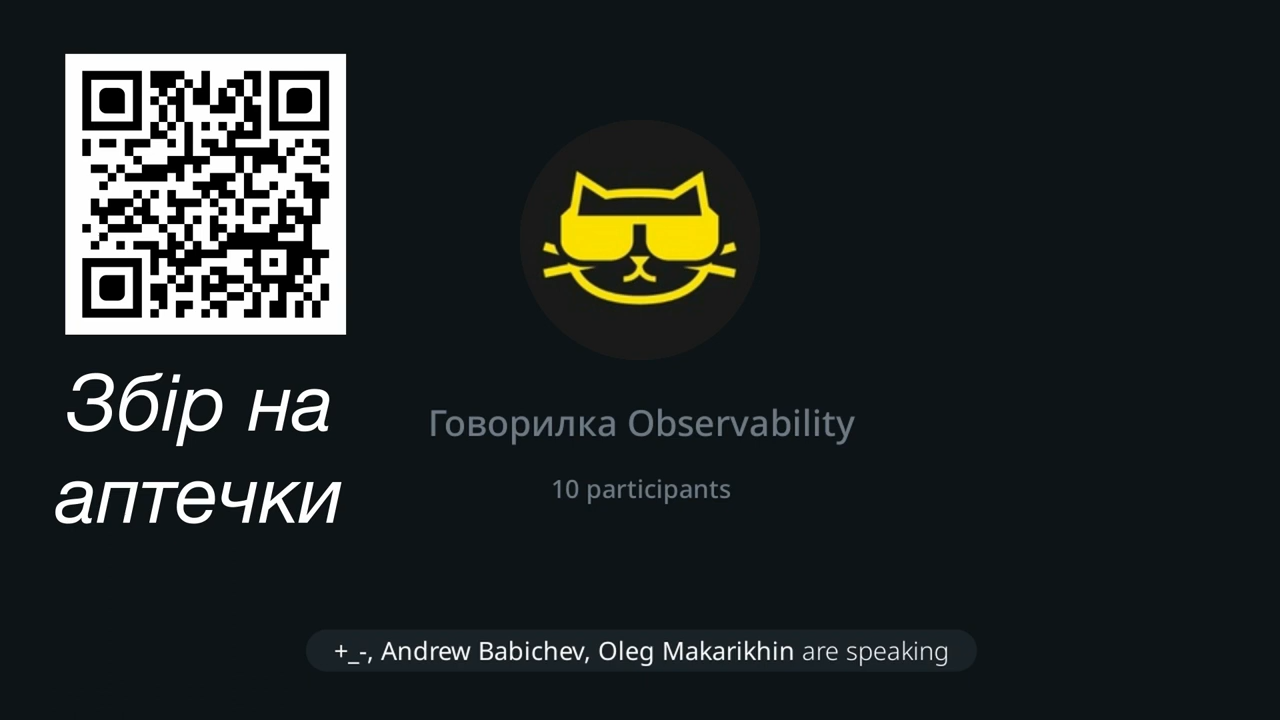 Збір на
аптечки
Говорилка Observability
10 participants
+_-, Andrew Babichev, Oleg Makarikhin are speaking